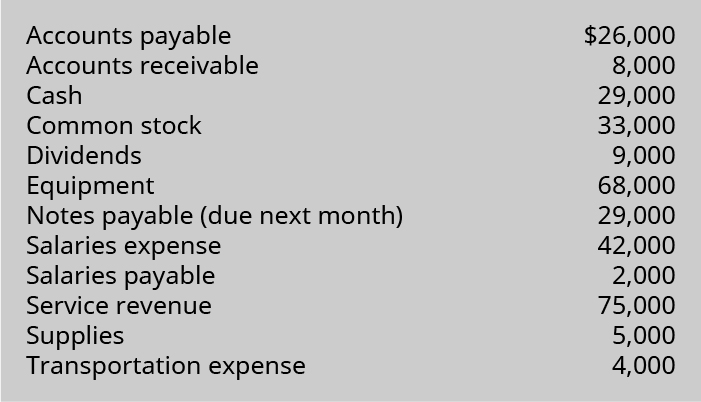 Accounts payable $26,000
Accounts receivable 8,000
Cash 29,000
Common stock 33,000
Dividends 9,000
Equipment 68,000
Notes payable (due next month) 29,000
Salaries expense 42,000
Salaries payable 2,000
Service revenue 75,000
Supplies 5,000
Transportation expense 4,000